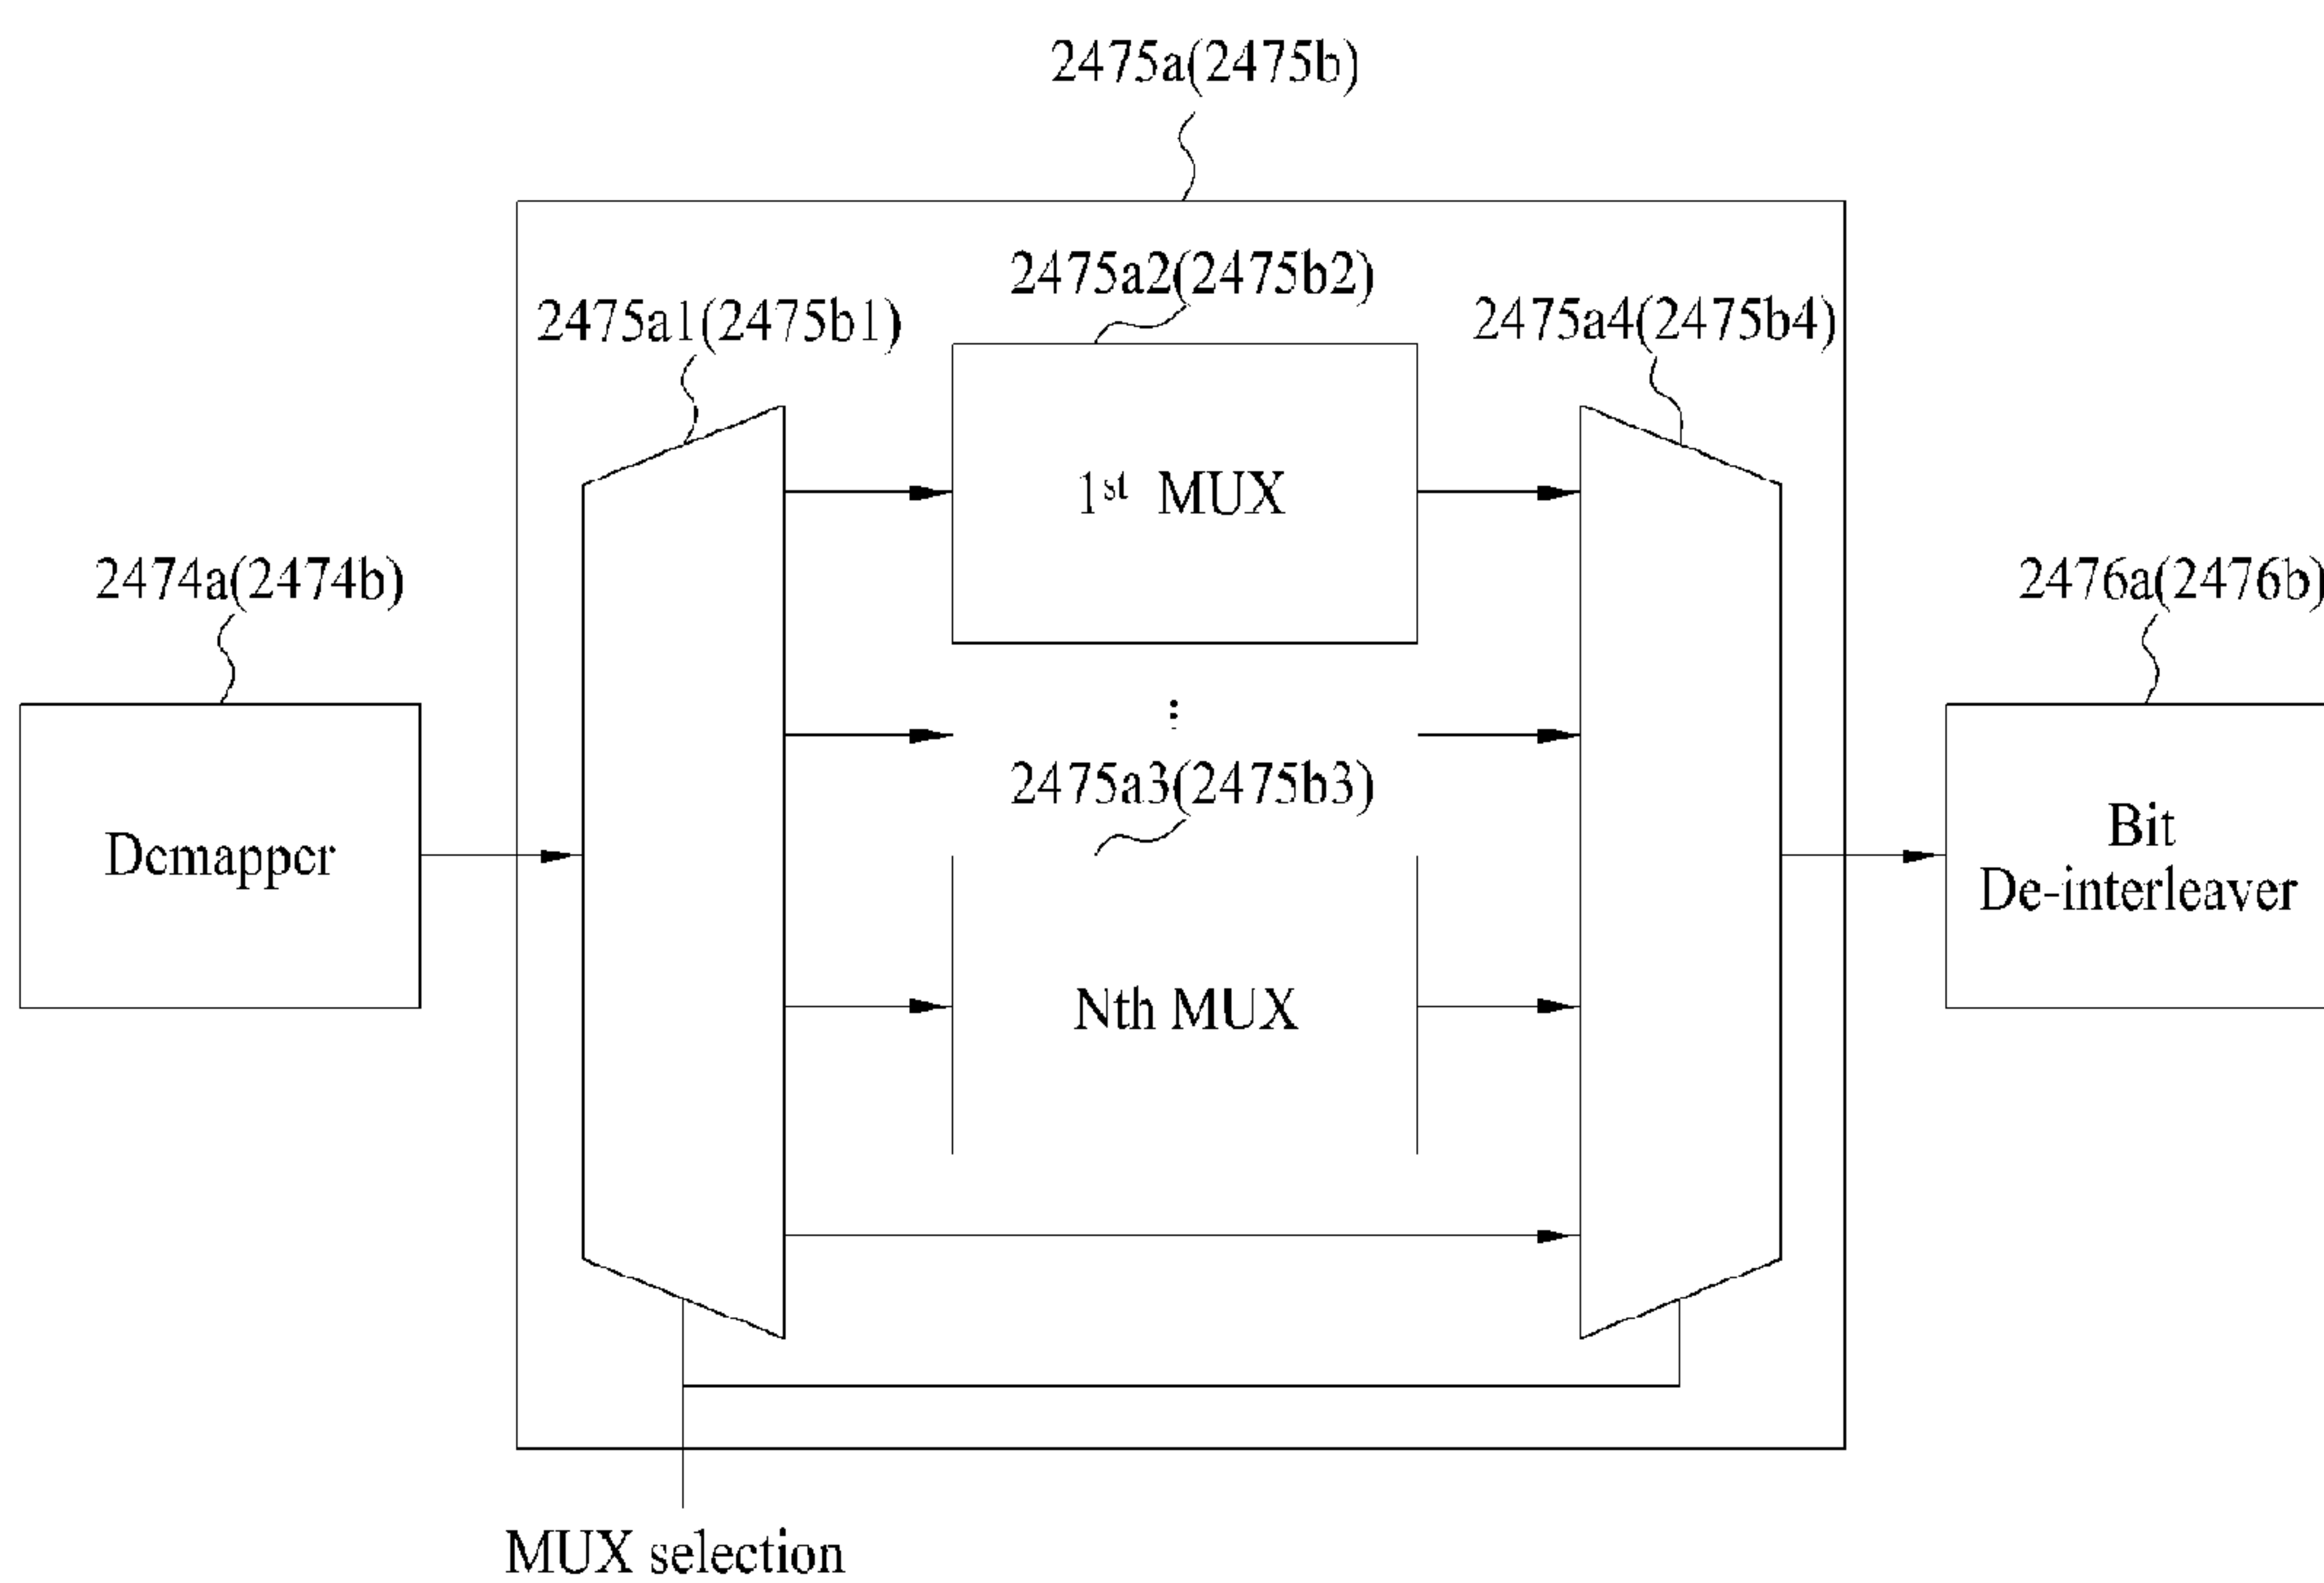 2475a(2475b)
2475a2(2475b2)
2475a1(2475b1)
2475a4(2475b4)
1st MUX
2474a(2474b)
2476a(2476b)
⋮
2475a3(2475b3)
Demapper
Bit
De-interleaver
Nth MUX
MUX selection